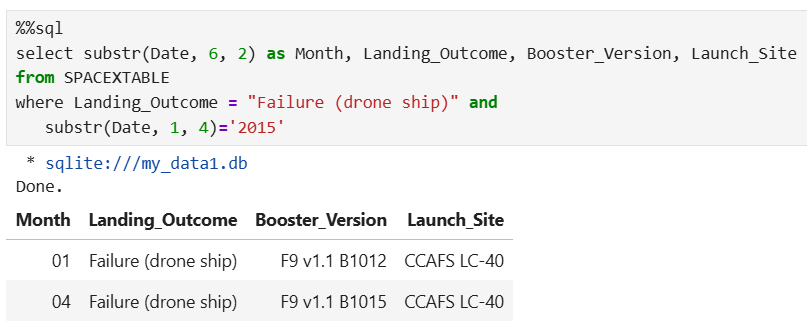 %%sql
select substr(Date, 6, 2) as Month, Landing_Outcome, Booster_Version, Launch_Site
from SPACEXTABLE
where Landing_Outcome = "Failure (drone ship)" and
   substr(Date, 1, 4)='2015'
* sqlite:///my_data1.db
Done.
Month Landing_Outcome Booster_Version Launch_Site
01 Failure (drone ship) F9 v1.1 B1012 CCAFS LC-40
04 Failure (drone ship) F9 v1.1 B1015 CCAFS LC-40